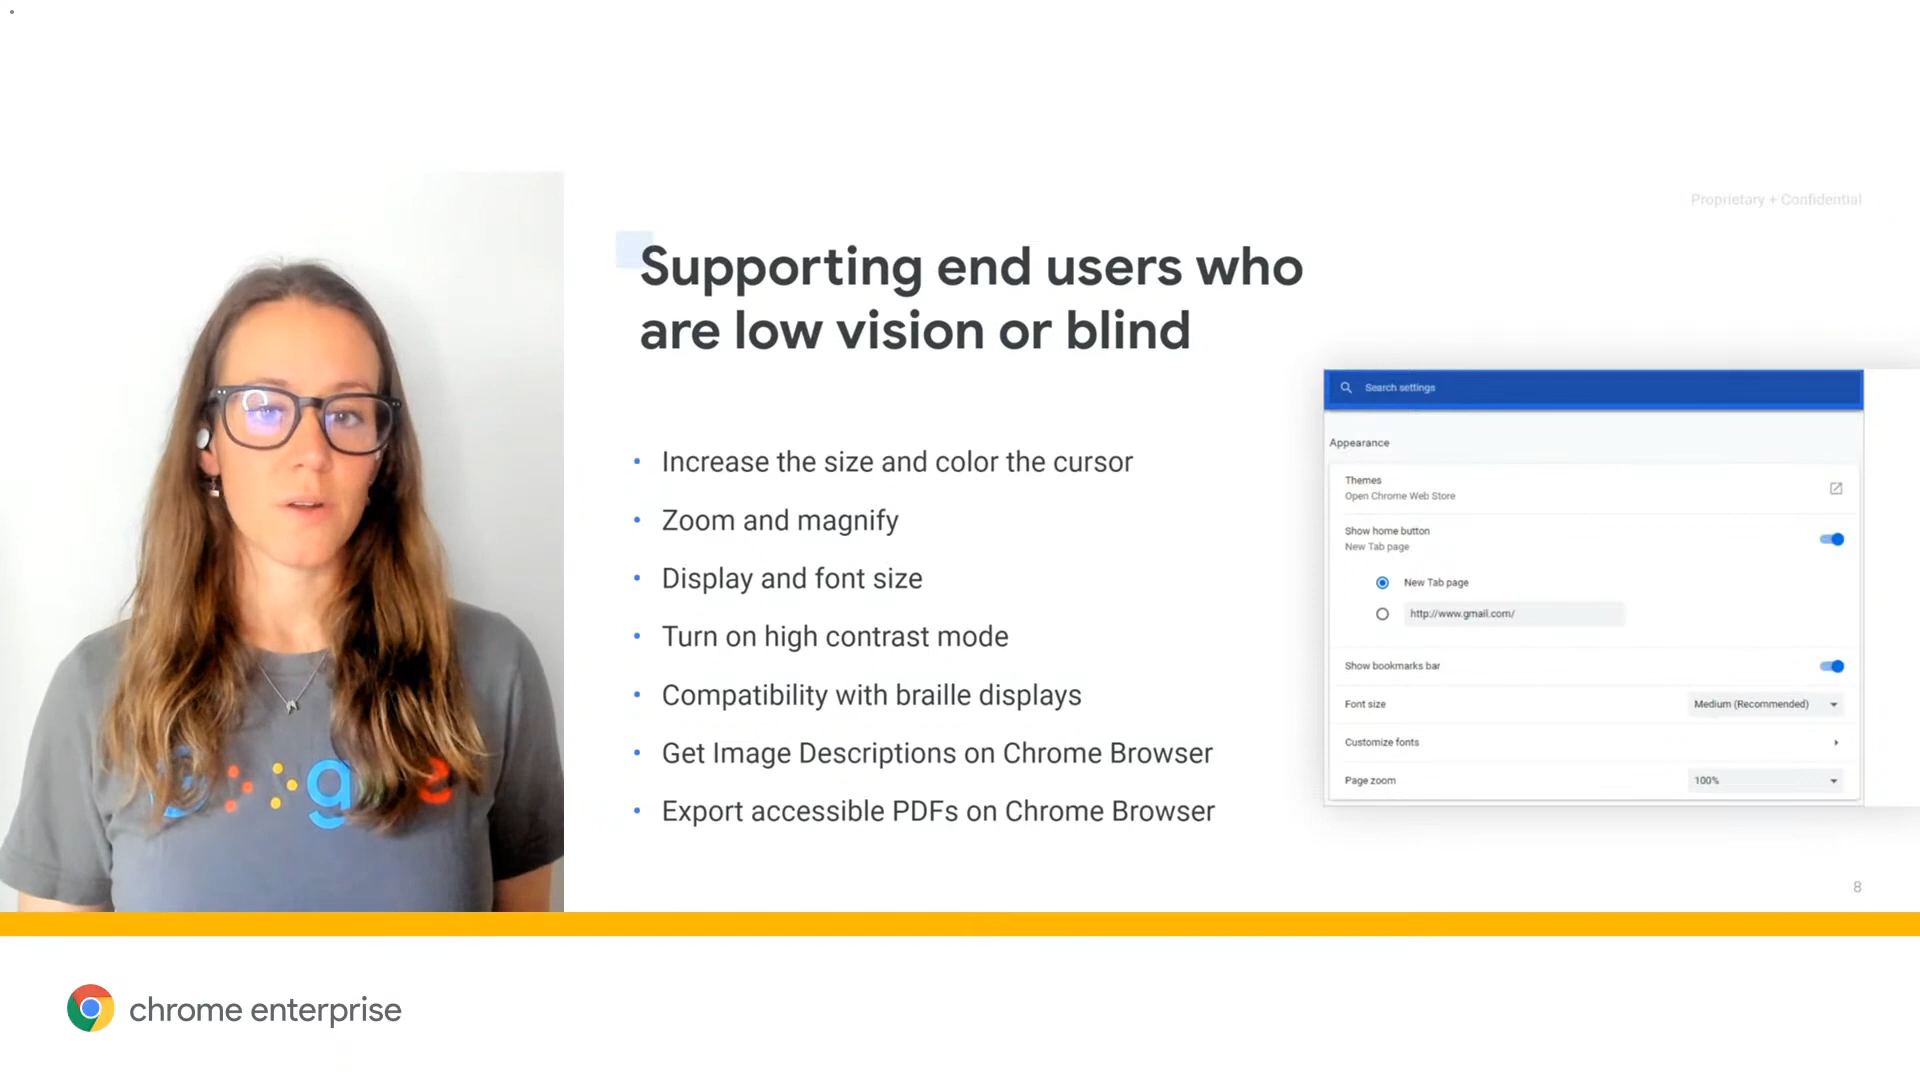 Proprietary + Confidential
Supporting end users who
are low vision or blind
• Increase the size and color the cursor
• Zoom and magnify
• Display and font size
• Turn on high contrast mode
• Compatibility with braille displays
• Get Image Descriptions on Chrome Browser
• Export accessible PDFs on Chrome Browser
Search settings
Appearance
Themes
Open Chrome Web Store
Show home button
New Tab page
New Tab page
http://www.gmail.com/
Show bookmarks bar
Font size
Medium (Recommended)
Customize fonts
Page zoom
100%
8
chrome enterprise